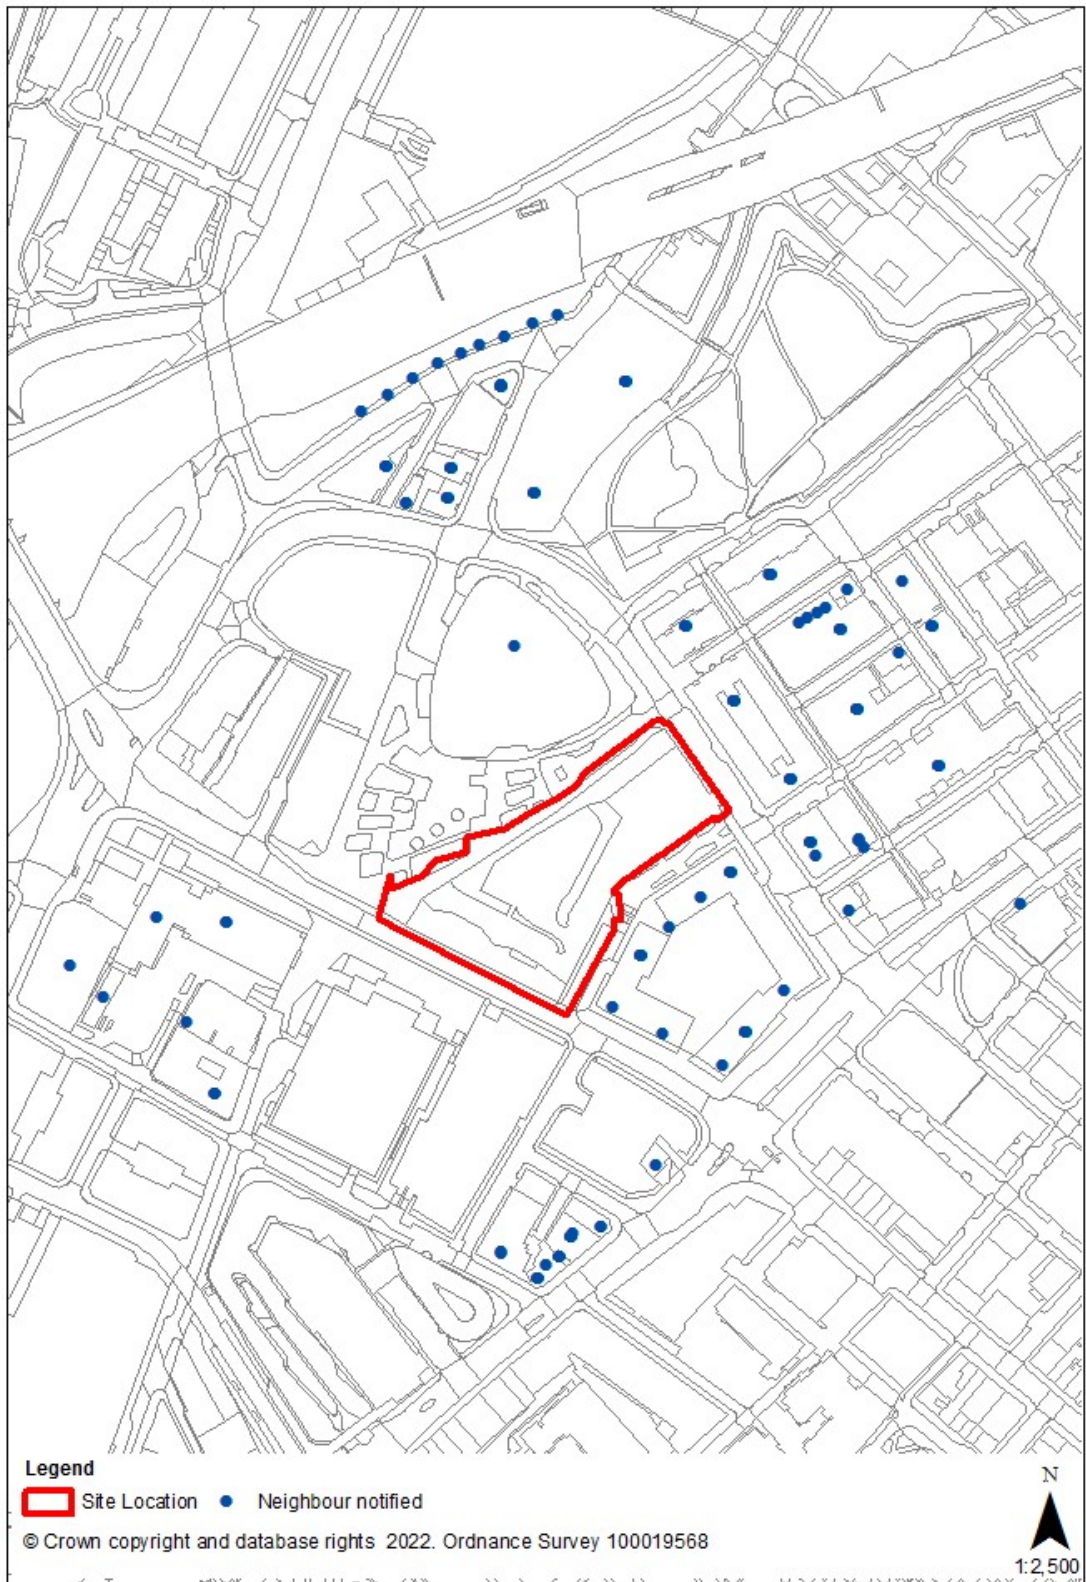 Legend
Site Location Neighbour notified
© Crown copyright and database rights 2022. Ordnance Survey 100019568
N
1:2,500